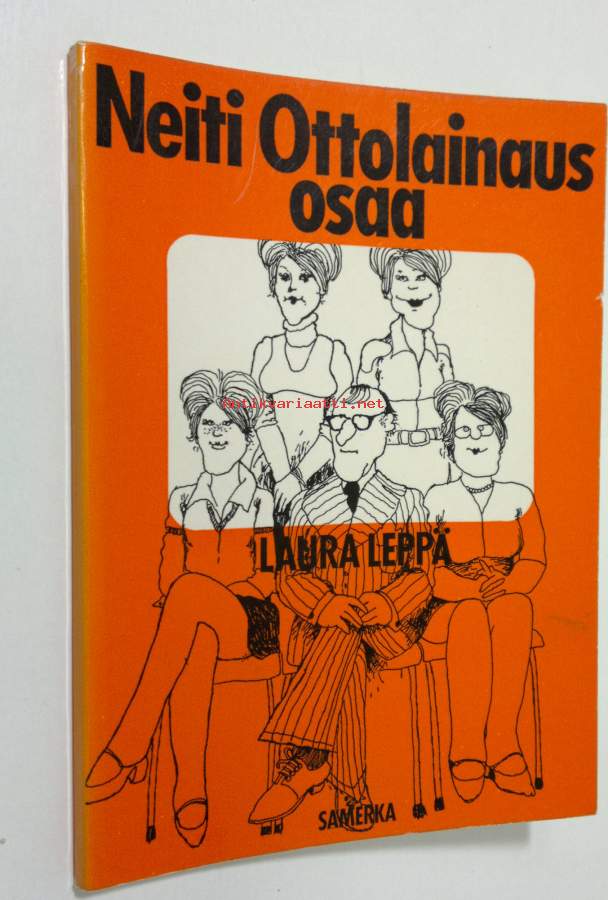 Neiti Ottolainaus
osaa
antikvariaatti.net
LAURA LEPPÄ
SAMERKA